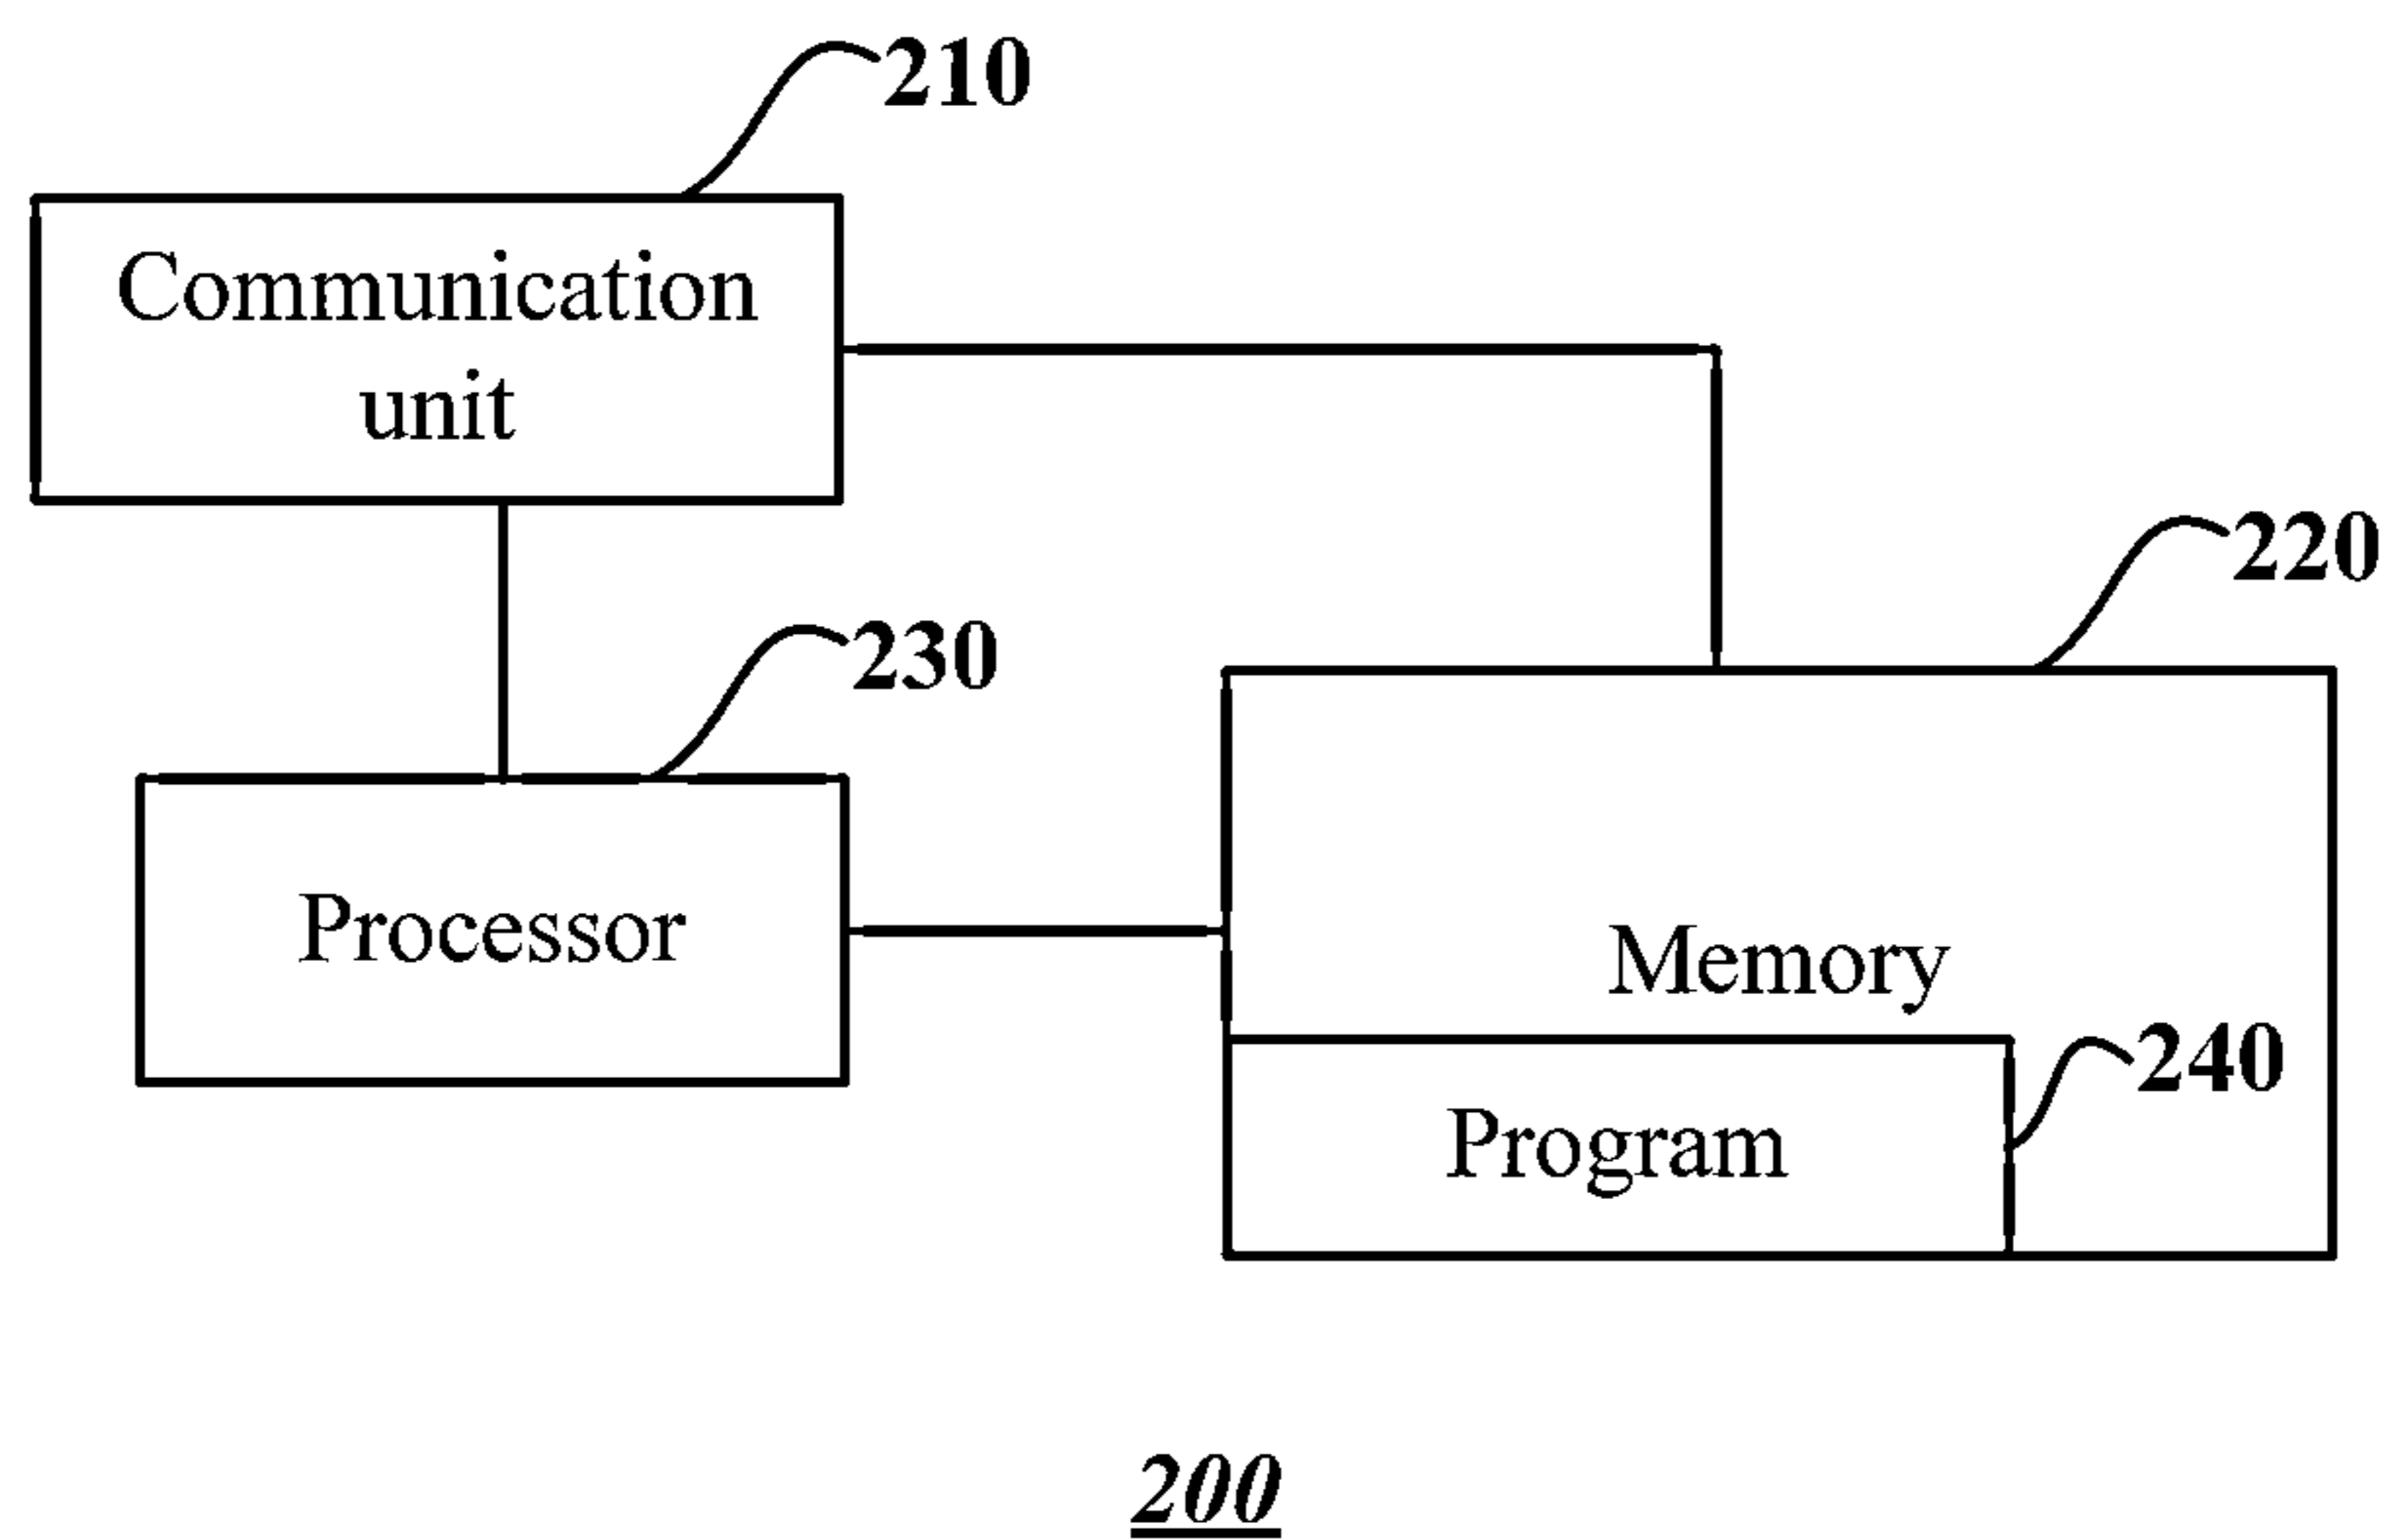 210
Communication
unit
220
230
Processor
Memory
240
Program
200